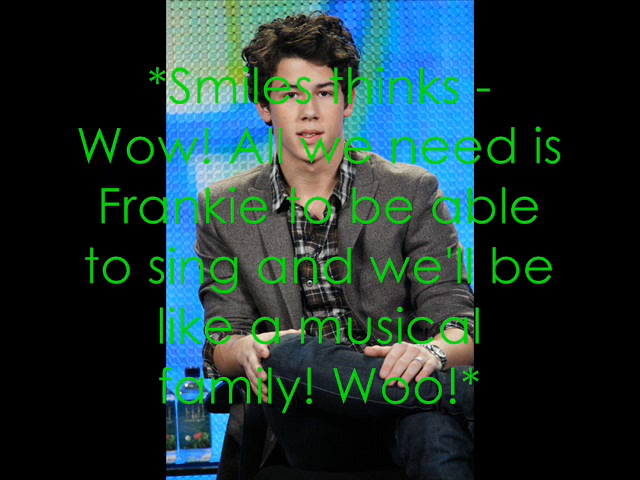 *Smiles thinks -
Wow! All we need is
Frankie to be able
to sing and we'll be
like a musical
family! Woo!*